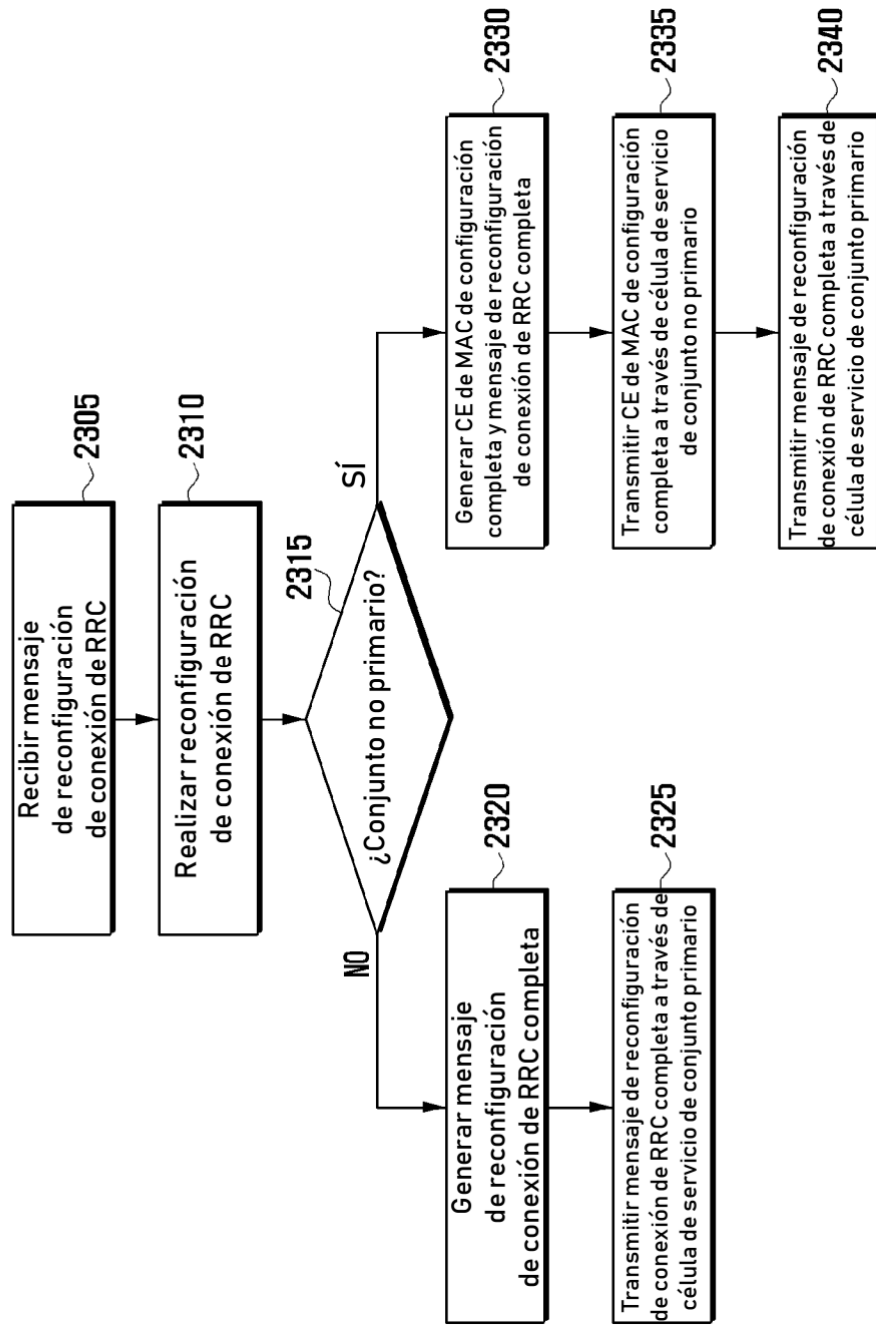 Recibir mensaje
de reconfiguración
de conexión de RRC
2305
Realizar reconfiguración
de conexión de RRC
2310
¿Conjunto no primario?
2315
NO
SÍ
Generar mensaje
de reconfiguración
de conexión de RRC completa
2320
Transmitir mensaje de reconfiguración
de conexión de RRC completa a través de
célula de servicio de conjunto primario
2325
Generar CE de MAC de configuración
completa y mensaje de reconfiguración
de conexión de RRC completa
2330
Transmitir CE de MAC de configuración
completa a través de célula de servicio
de conjunto no primario
2335
Transmitir mensaje de reconfiguración
de conexión de RRC completa a través de
célula de servicio de conjunto primario
2340